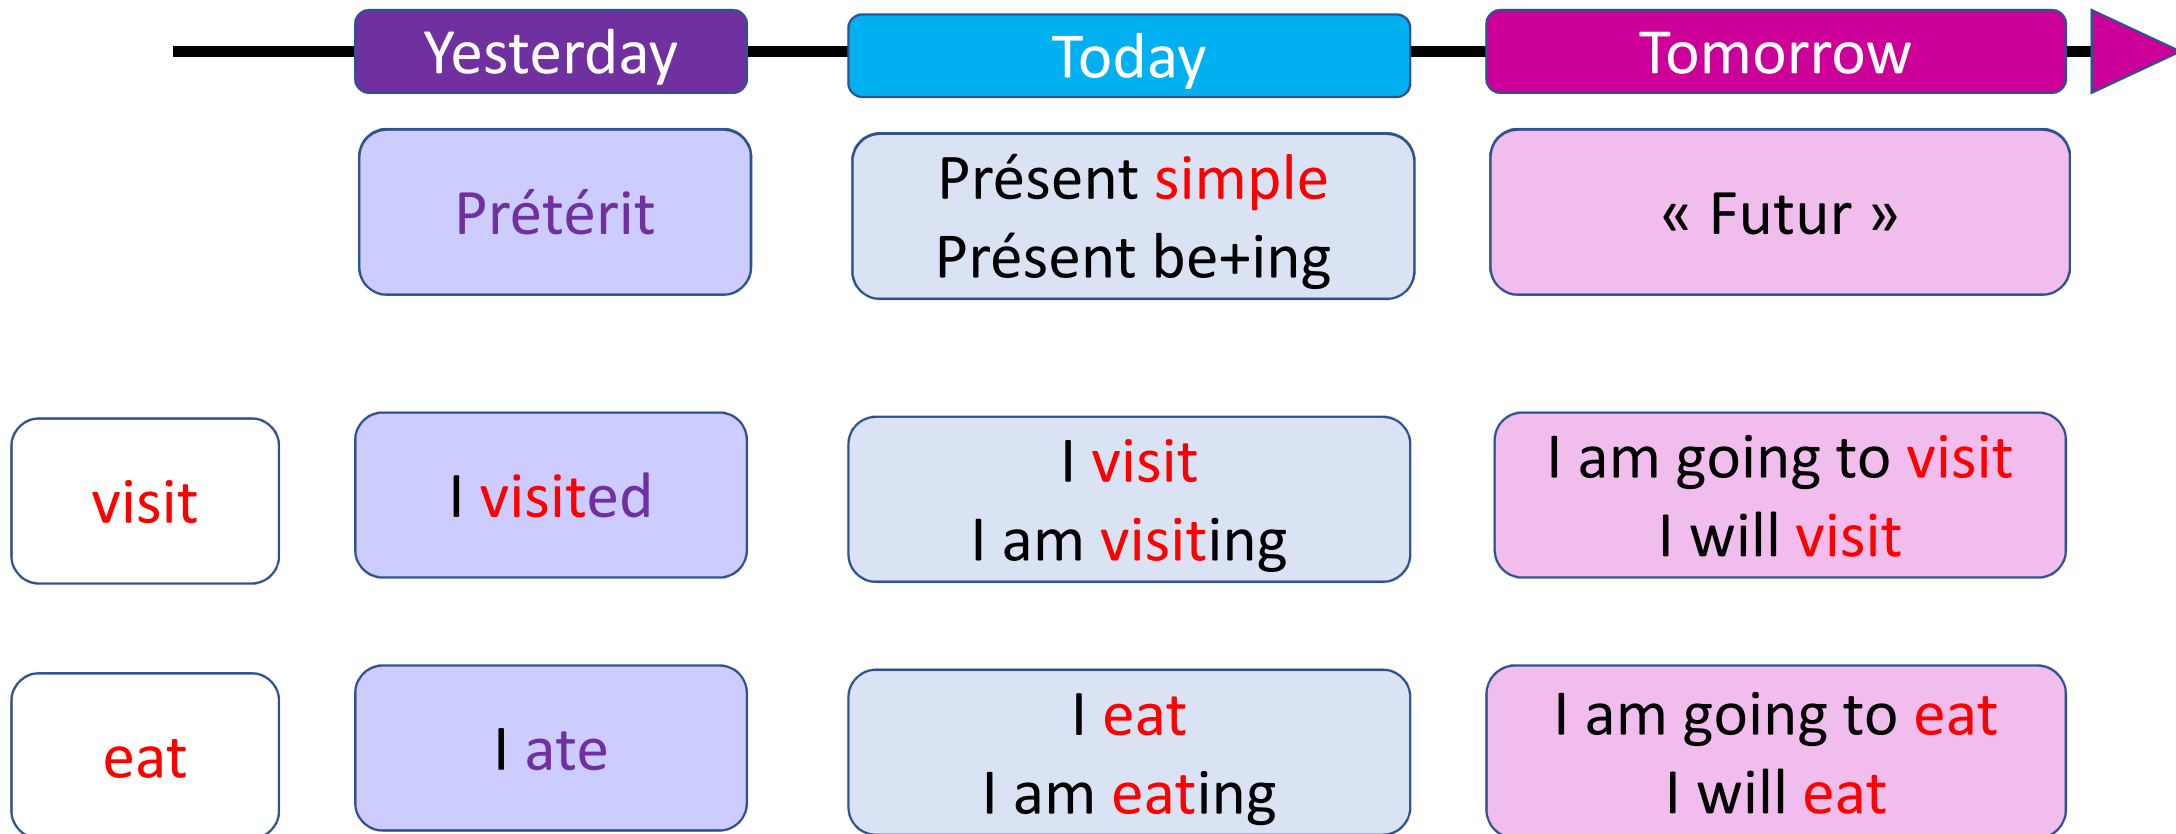 Yesterday
Today
Tomorrow
Prétérit
Présent simple
Présent be+ing
« Futur »
visit
I visited
I visit
I am visiting
I am going to visit
I will visit
eat
I ate
I eat
I am eating
I am going to eat
I will eat